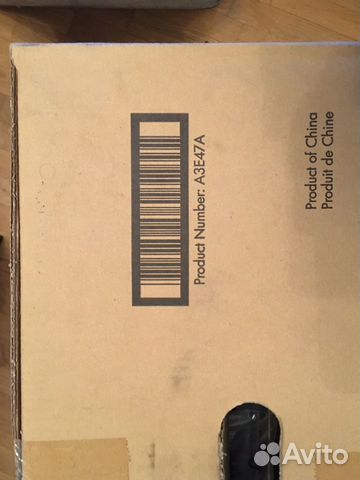 Product Number: A3E47A
Product of China
Produit de Chine
Avito